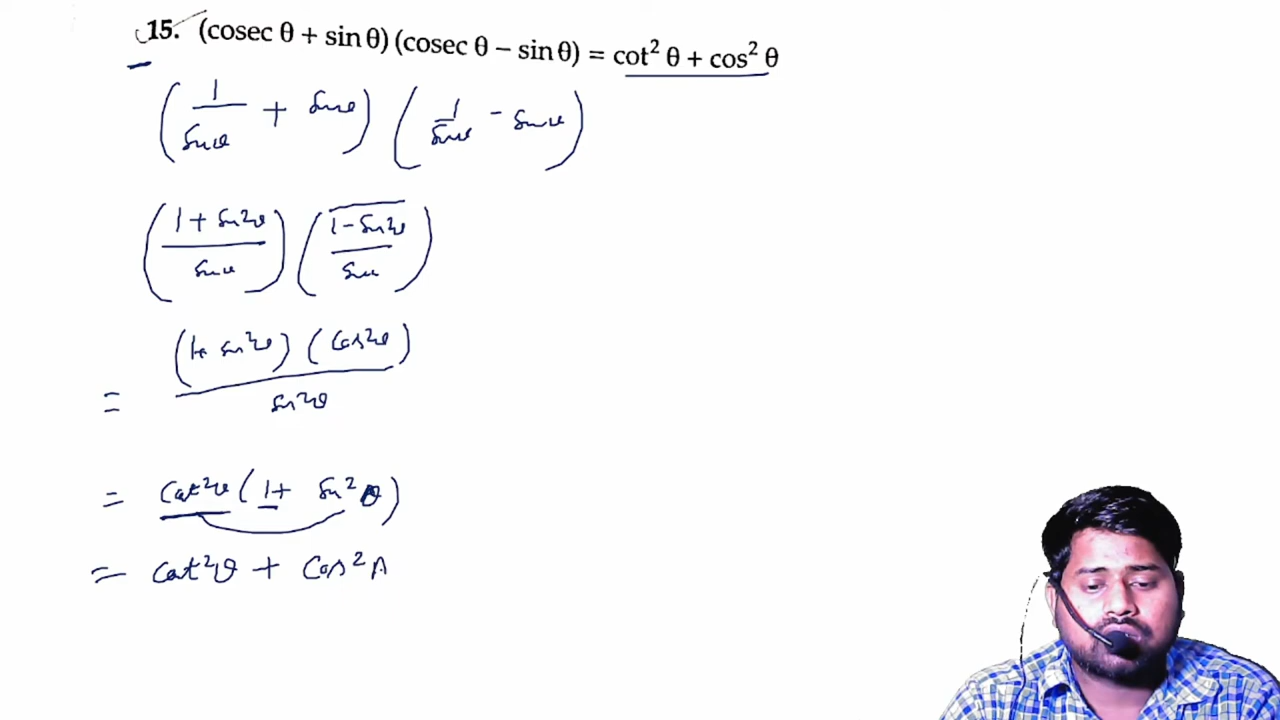 15. (cosec θ + sin θ) (cosec θ − sin θ) = cot² θ + cos² θ
(1/sinθ + sinθ) (1/sinθ - sinθ)
((1 + sin²θ)/sinθ) ((1 - sin²θ)/sinθ)
= (1+ sin²θ) (cos²θ)/sin²θ
= cot²θ (1+ sin²θ)
= cot²θ + cos²A